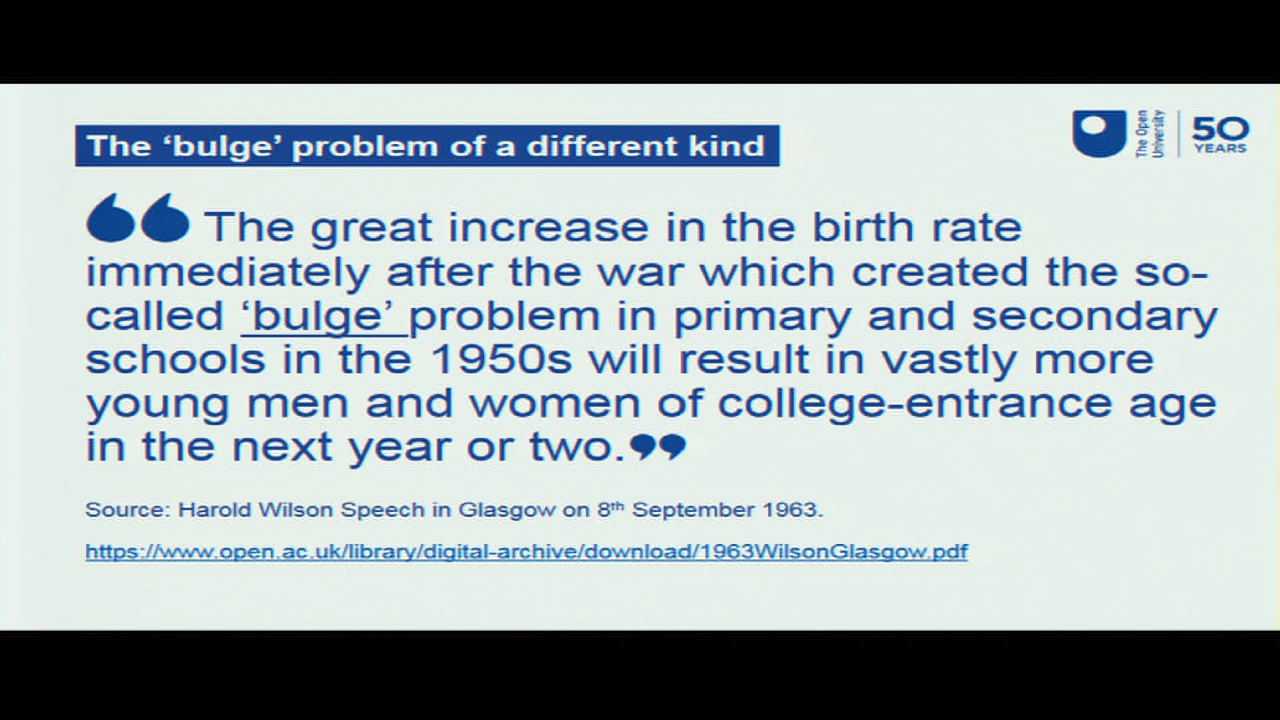 The ‘bulge’ problem of a different kind
The Open
University
50
YEARS
“The great increase in the birth rate
immediately after the war which created the so-
called ‘bulge’ problem in primary and secondary
schools in the 1950s will result in vastly more
young men and women of college-entrance age
in the next year or two.”
Source: Harold Wilson Speech in Glasgow on 8th September 1963.
https://www.open.ac.uk/library/digital-archive/download/1963WilsonGlasgow.pdf